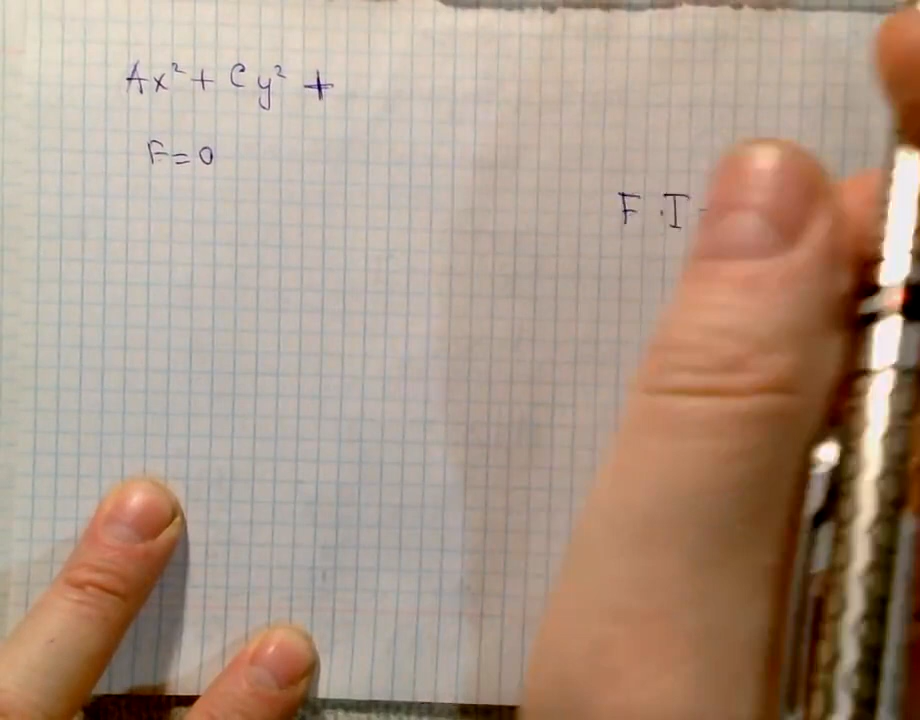 Ax² + Cy² +
F = 0
F · I -